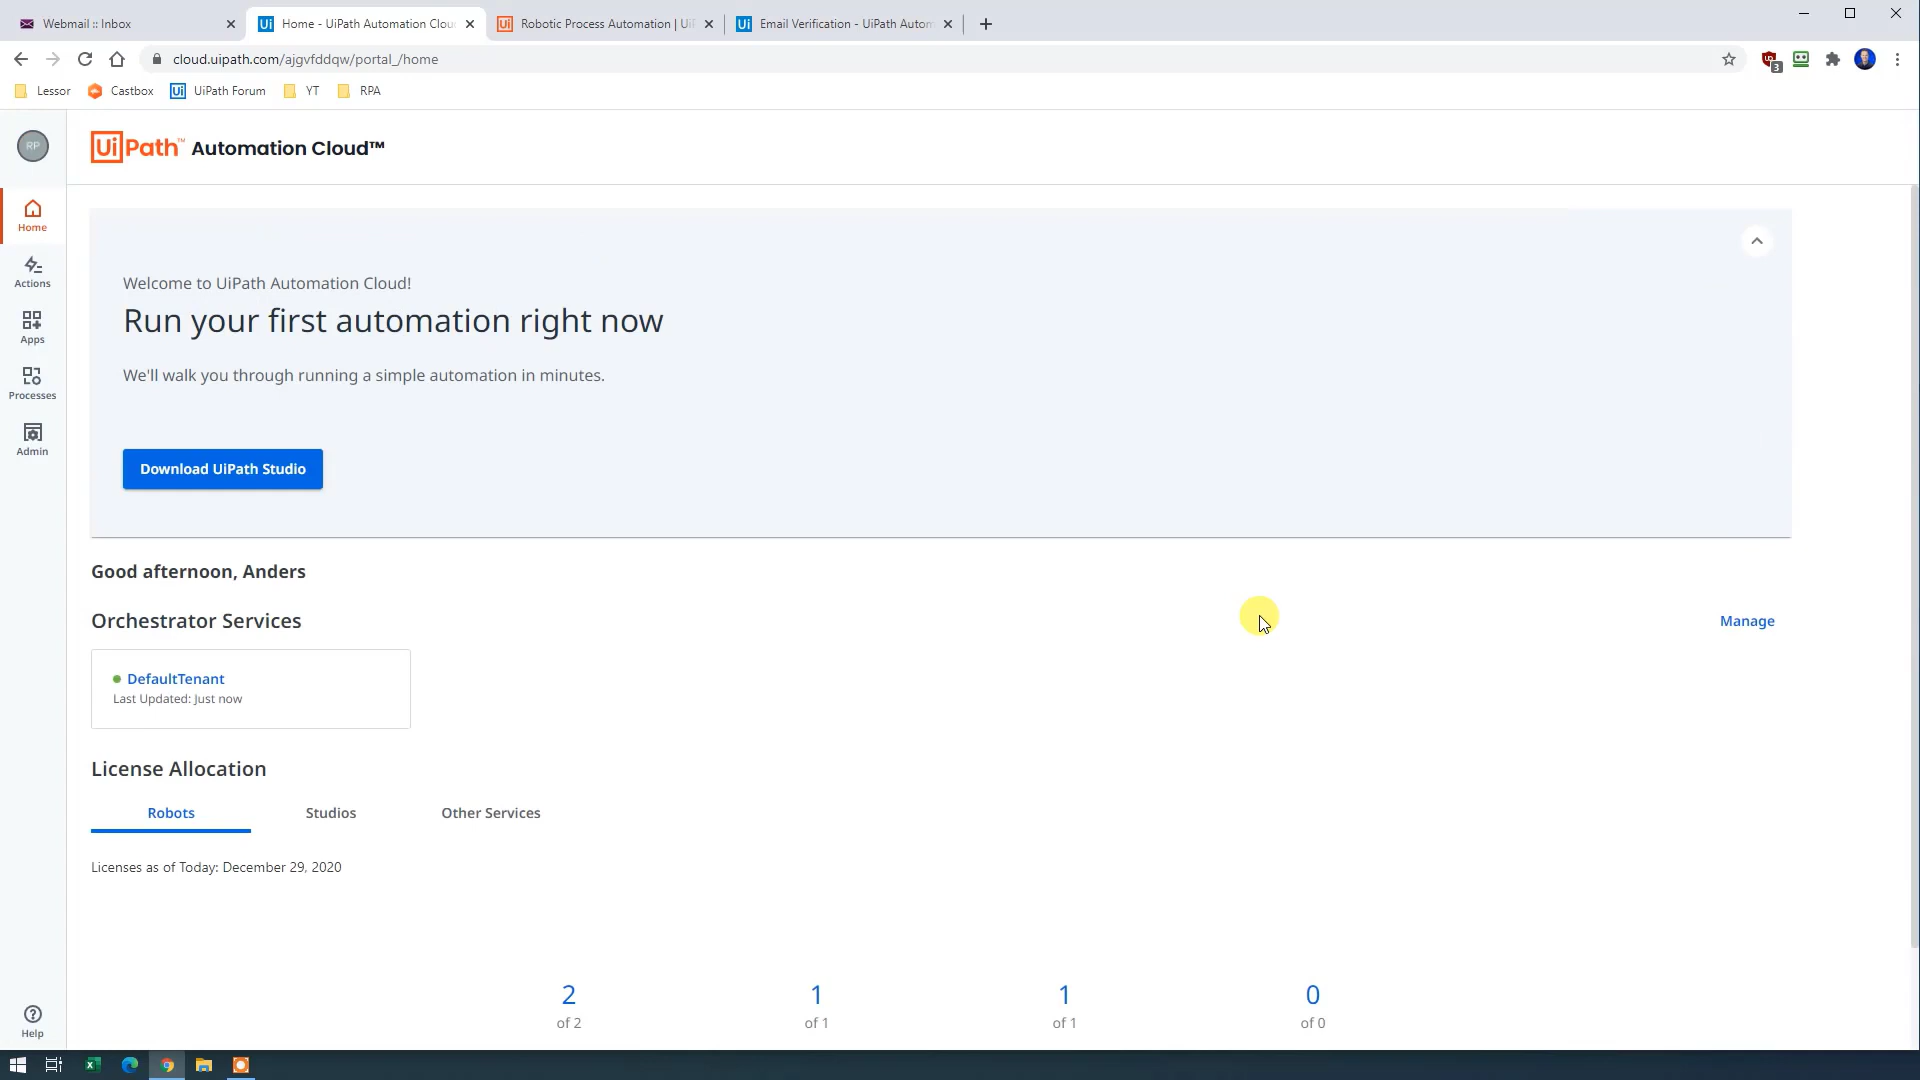 Webmail :: Inbox
Home - UiPath Automation Clou
Robotic Process Automation | Ui
Email Verification - UiPath Autom
cloud.uipath.com/ajgvfddqw/portal_/home
3
Lessor
Castbox
UiPath Forum
YT
RPA
RP
UiPath™ Automation Cloud™
Home
Actions
Apps
Processes
Admin
Help
Welcome to UiPath Automation Cloud!
Run your first automation right now
We'll walk you through running a simple automation in minutes.
Download UiPath Studio
Good afternoon, Anders
Orchestrator Services
Manage
DefaultTenant
Last Updated: Just now
License Allocation
Robots
Studios
Other Services
Licenses as of Today: December 29, 2020
2
of 2
1
of 1
1
of 1
0
of 0